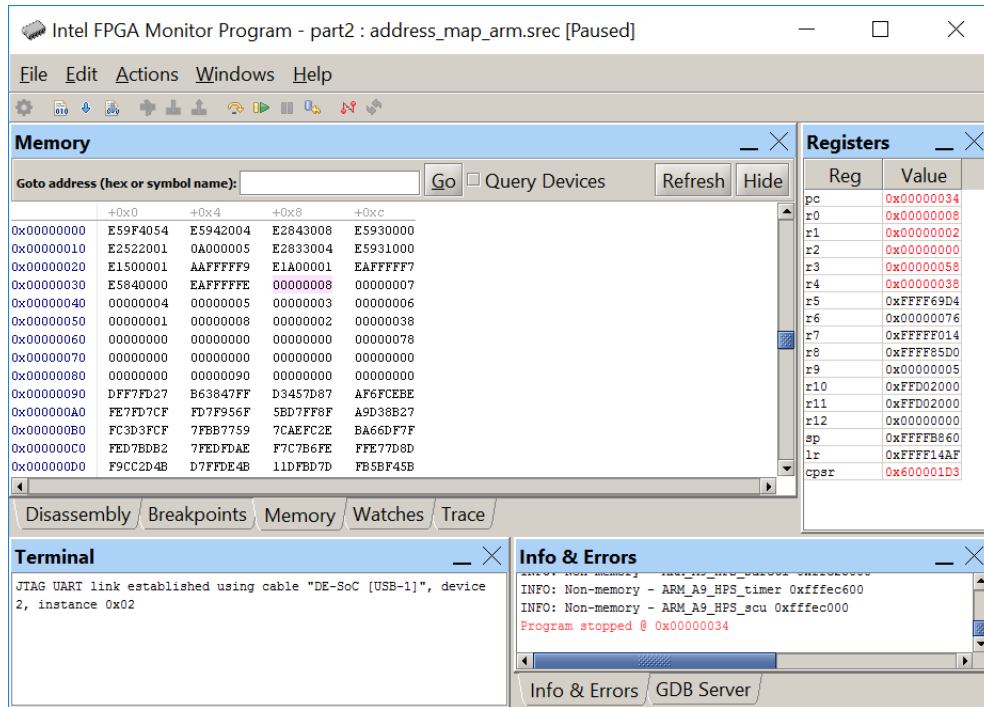 Intel FPGA Monitor Program - part2 : address_map_arm.srec [Paused]
File Edit Actions Windows Help
Memory
Goto address (hex or symbol name): Go Query Devices Refresh Hide
+0x0 +0x4 +0x8 +0xc
0x00000000 E59F4054 E5942004 E2843008 E5930000
0x00000010 E2522001 0A000005 E2833004 E5931000
0x00000020 E1500001 AAFFFFF9 E1A00001 EAFFFFF7
0x00000030 E5840000 EAFFFFFE 00000008 00000007
0x00000040 00000004 00000005 00000003 00000006
0x00000050 00000001 00000008 00000002 00000038
0x00000060 00000000 00000000 00000000 00000078
0x00000070 00000000 00000000 00000000 00000000
0x00000080 00000000 00000090 00000000 00000000
0x00000090 DFF7FD27 B63847FF D3457D87 AF6FCEBE
0x000000A0 FE7FD7CF FD7F956F 5BD7FF8F A9D38B27
0x000000B0 FC3D3FCF 7FBB7759 7CAEFC2E BA66DF7F
0x000000C0 FED7BDB2 7FEDFDAE F7C7B6FE FFE77D8D
0x000000D0 F9CC2D4B D7FFDE4B 11DFBD7D FB5BF45B
Disassembly Breakpoints Memory Watches Trace
Registers
Reg Value
pc 0x00000034
r0 0x00000008
r1 0x00000002
r2 0x00000000
r3 0x00000058
r4 0x00000038
r5 0xFFFF69D4
r6 0x00000076
r7 0xFFFFF014
r8 0xFFFF85D0
r9 0x00000005
r10 0xFFD02000
r11 0xFFD02000
r12 0x00000000
sp 0xFFFFB860
lr 0xFFFF14AF
cpsr 0x600001D3
Terminal
JTAG UART link established using cable "DE-SoC [USB-1]", device
2, instance 0x02
Info & Errors
INFO: Non-memory - ARM_A9_HPS_timer 0xfffec600
INFO: Non-memory - ARM_A9_HPS_scu 0xfffec000
Program stopped @ 0x00000034
Info & Errors GDB Server